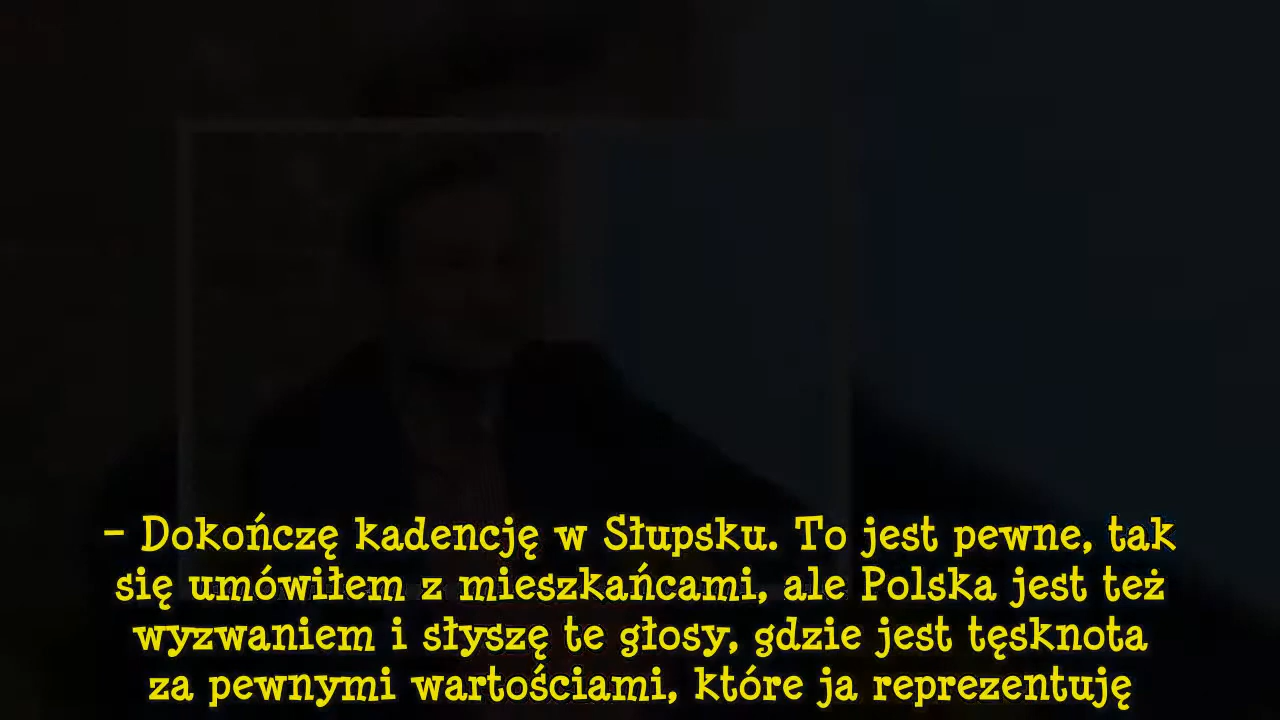 - Dokończę kadencję w Słupsku. To jest pewne, tak
się umówiłem z mieszkańcami, ale Polska jest też
wyzwaniem i słyszę te głosy, gdzie jest tęsknota
za pewnymi wartościami, które ja reprezentuję